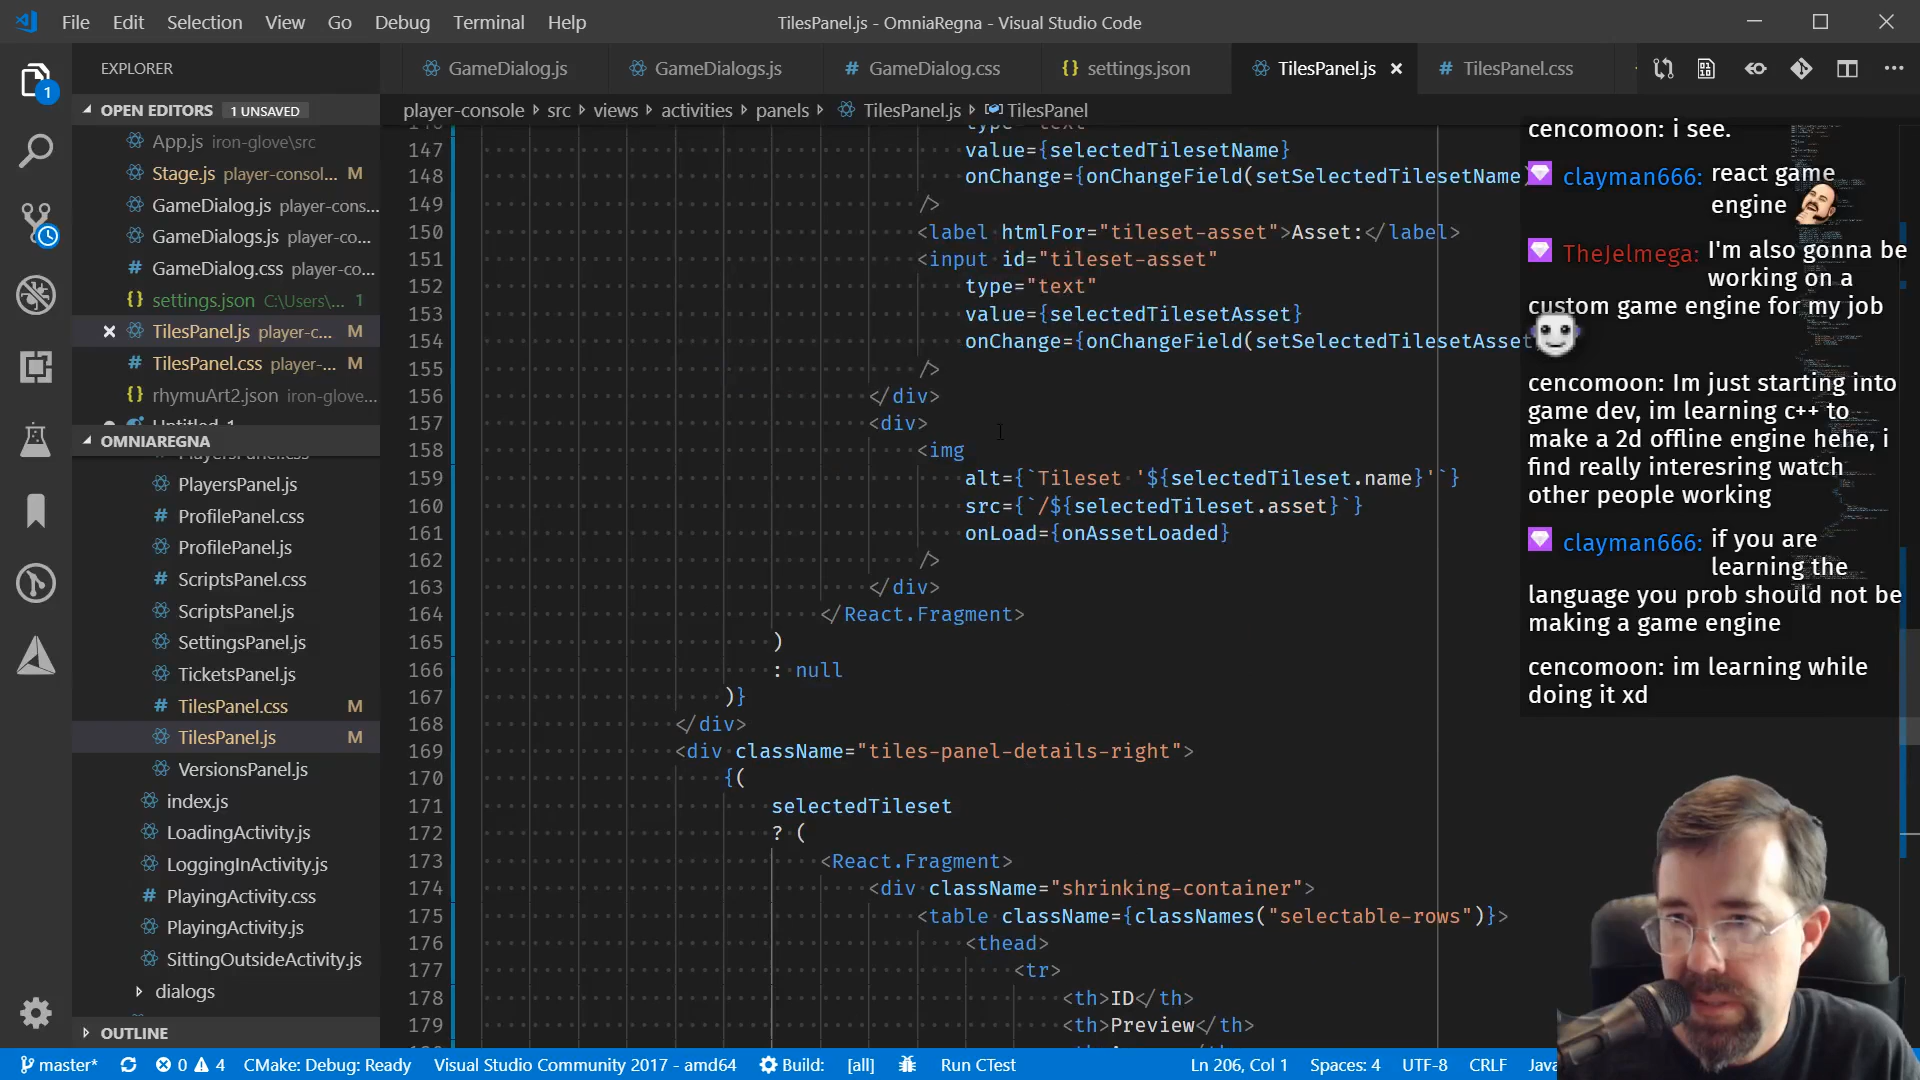 File Edit Selection View Go Debug Terminal Help
TilesPanel.js - OmniaRegna - Visual Studio Code
EXPLORER
GameDialog.js
GameDialogs.js
# GameDialog.css
{} settings.json
TilesPanel.js ×
# TilesPanel.css
1
OPEN EDITORS 1 UNSAVED
App.js iron-glove\src
Stage.js player-consol... M
GameDialog.js player-cons...
GameDialogs.js player-co...
# GameDialog.css player-co...
{} settings.json C:\Users\... 1
TilesPanel.js player-c... M
# TilesPanel.css player-... M
{} rhymuArt2.json iron-glove...
OMNIAREGNA
PlayersPanel.js
# ProfilePanel.css
ProfilePanel.js
# ScriptsPanel.css
ScriptsPanel.js
SettingsPanel.js
TicketsPanel.js
# TilesPanel.css M
TilesPanel.js M
VersionsPanel.js
index.js
LoadingActivity.js
LoggingInActivity.js
# PlayingActivity.css
PlayingActivity.js
SittingOutsideActivity.js
dialogs
OUTLINE
player-console › src › views › activities › panels › TilesPanel.js › TilesPanel
147 value={selectedTilesetName}
148 onChange={onChangeField(setSelectedTilesetName)
149 />
150 <label htmlFor="tileset-asset">Asset:</label>
151 <input id="tileset-asset"
152 type="text"
153 value={selectedTilesetAsset}
154 onChange={onChangeField(setSelectedTilesetAsset
155 />
156 </div>
157 <div>
158 <img
159 alt={`Tileset '${selectedTileset.name}'`}
160 src={`/${selectedTileset.asset}`}
161 onLoad={onAssetLoaded}
162 />
163 </div>
164 </React.Fragment>
165 )
166 : null
167 )}
168 </div>
169 <div className="tiles-panel-details-right">
170 {(
171 selectedTileset
172 ? (
173 <React.Fragment>
174 <div className="shrinking-container">
175 <table className={classNames("selectable-rows")}>
176 <thead>
177 <tr>
178 <th>ID</th>
179 <th>Preview</th>
cencomoon: i see.
clayman666: react game
engine
TheJelmega: I'm also gonna be
working on a
custom game engine for my job
cencomoon: Im just starting into
game dev, im learning c++ to
make a 2d offline engine hehe, i
find really interesring watch
other people working
clayman666: if you are
learning the
language you prob should not be
making a game engine
cencomoon: im learning while
doing it xd
master* 0 4 CMake: Debug: Ready Visual Studio Community 2017 - amd64 Build: [all] Run CTest Ln 206, Col 1 Spaces: 4 UTF-8 CRLF